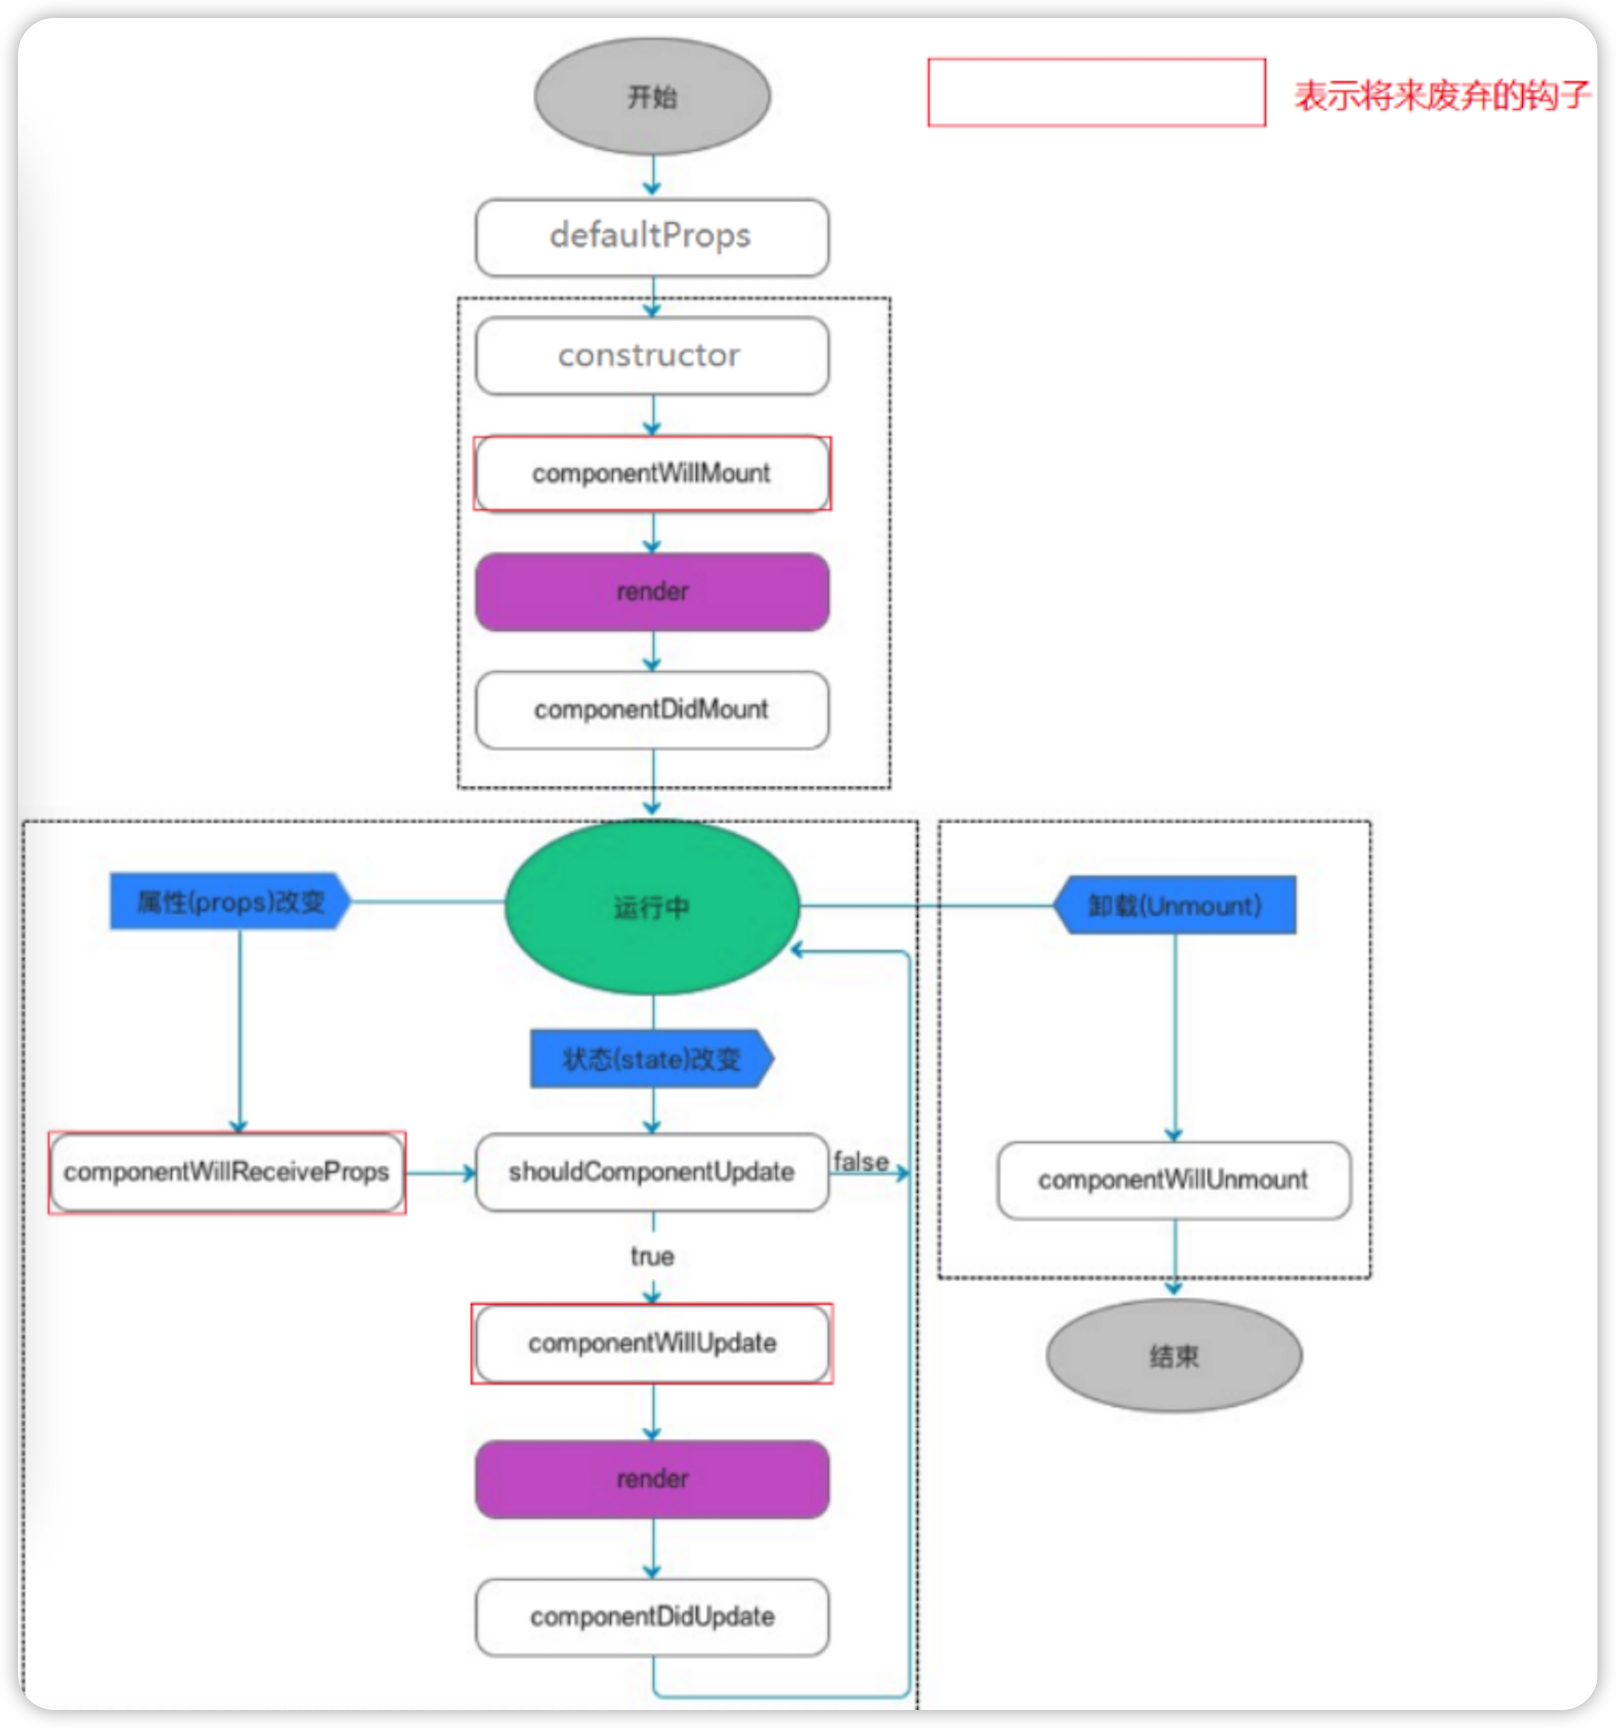 开始
表示将来废弃的钩子
defaultProps
constructor
componentWillMount
render
componentDidMount
属性(props)改变
运行中
卸载(Unmount)
状态(state)改变
componentWillReceiveProps
shouldComponentUpdate
false
componentWillUnmount
true
componentWillUpdate
结束
render
componentDidUpdate